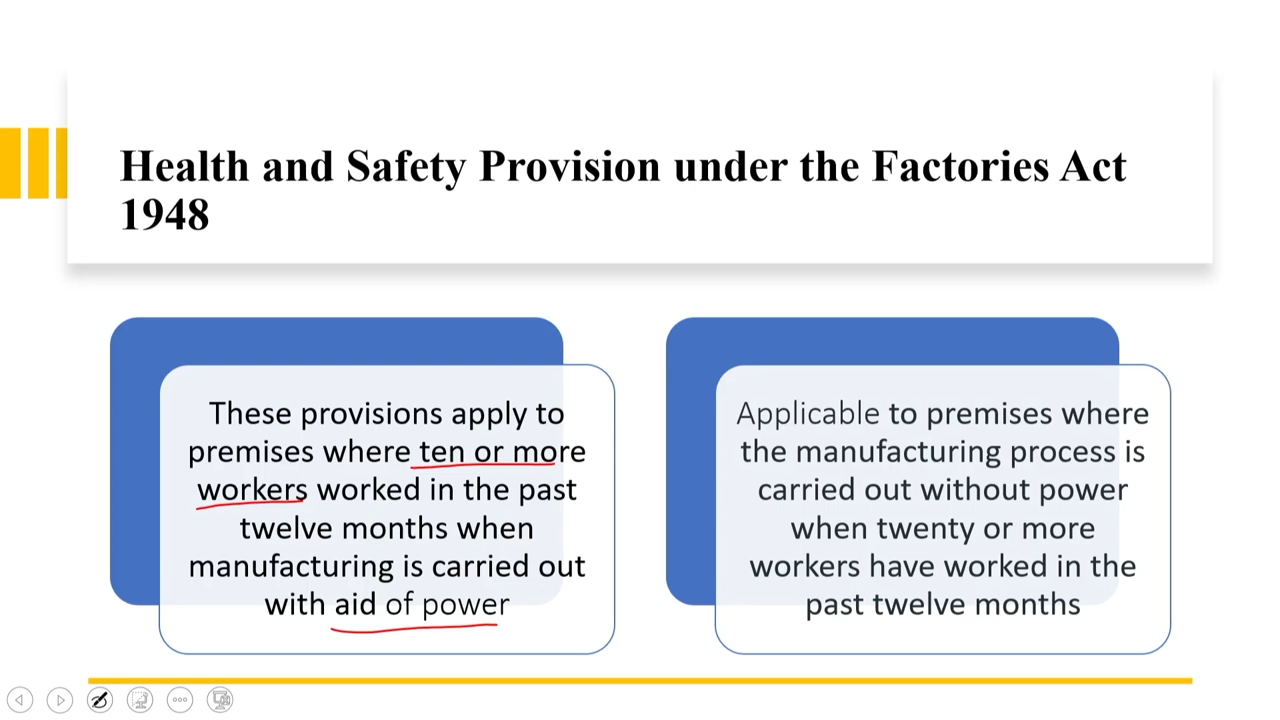 Health and Safety Provision under the Factories Act
1948
These provisions apply to
premises where ten or more
workers worked in the past
twelve months when
manufacturing is carried out
with aid of power
Applicable to premises where
the manufacturing process is
carried out without power
when twenty or more
workers have worked in the
past twelve months